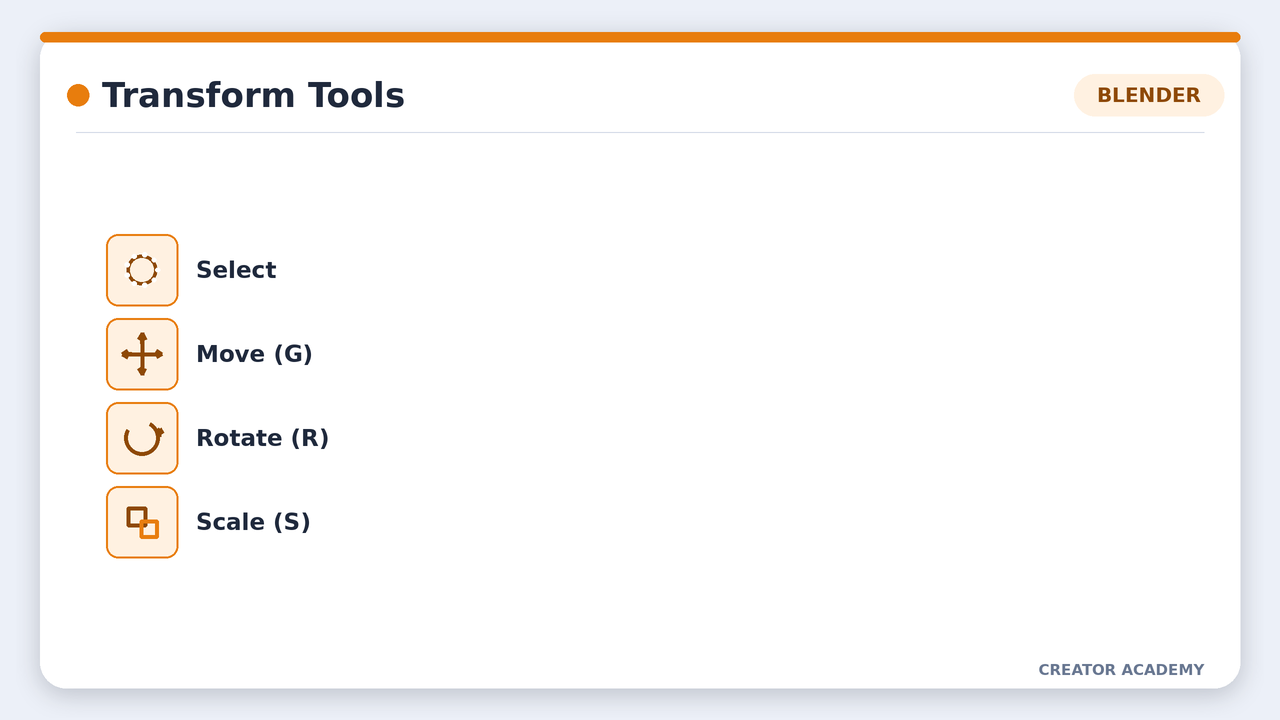 Transform Tools
BLENDER
Select
Move (G)
Rotate (R)
Scale (S)
CREATOR ACADEMY